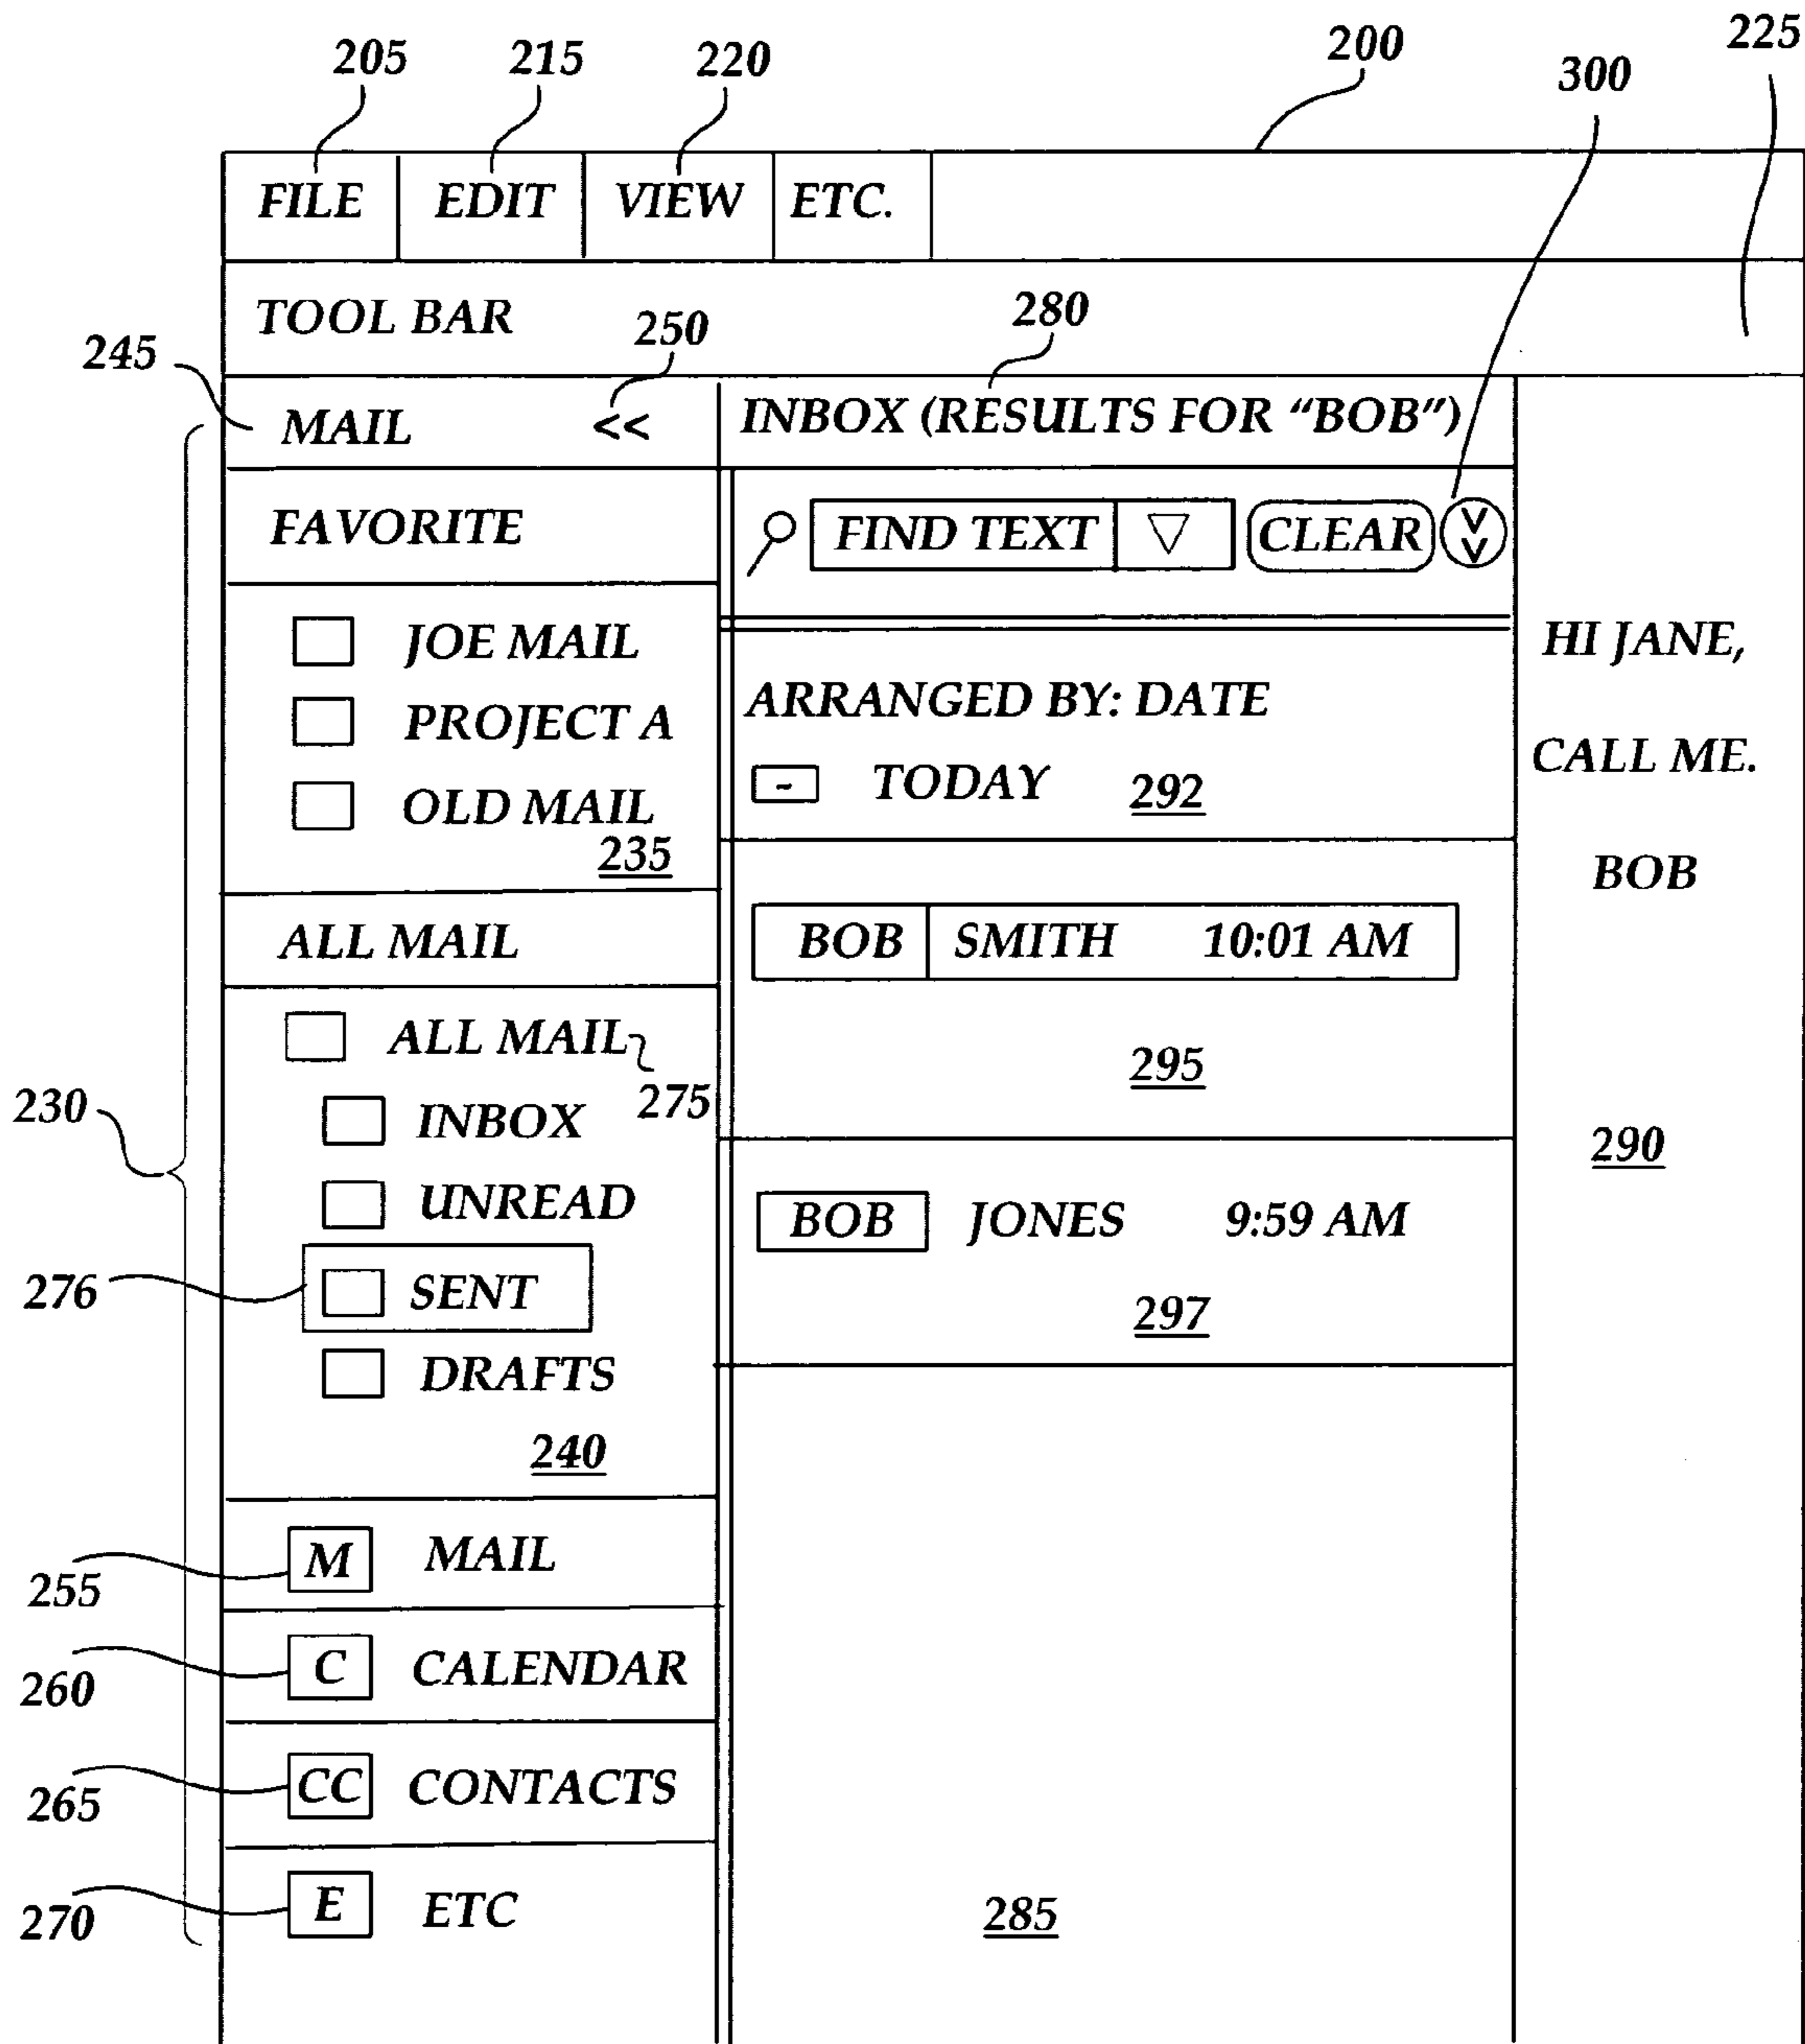 205 215 220 200 300 225
FILE EDIT VIEW ETC.
TOOL BAR
245 250 280
MAIL << INBOX (RESULTS FOR “BOB”)
FAVORITE
FIND TEXT CLEAR
JOE MAIL
PROJECT A
OLD MAIL
235
ALL MAIL
ALL MAIL 275
INBOX
UNREAD
276 SENT
DRAFTS
240
230
255 M MAIL
260 C CALENDAR
265 CC CONTACTS
270 E ETC
ARRANGED BY: DATE
- TODAY 292
BOB SMITH 10:01 AM
295
BOB JONES 9:59 AM
297
285
HI JANE,
CALL ME.
BOB
290